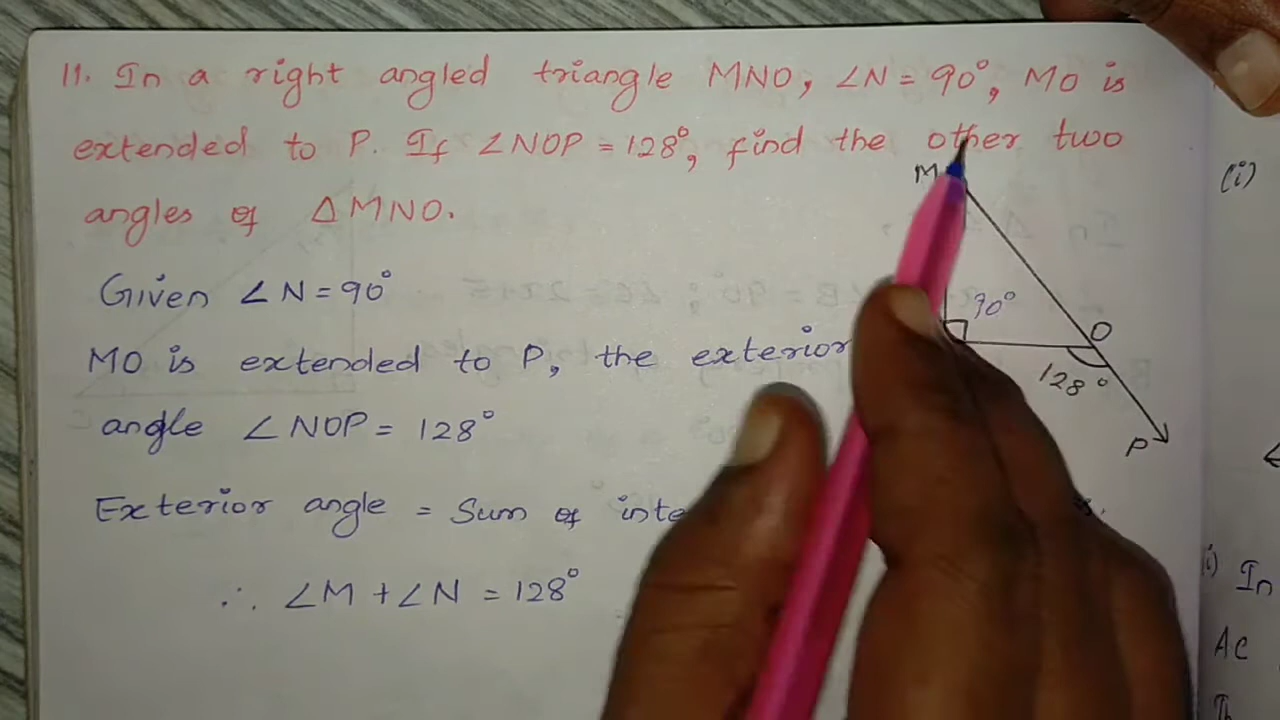 11. In a right angled triangle MNO, ∠N = 90°, MO is
extended to P. If ∠NOP = 128°, find the other two
angles of ΔMNO.
M
(i)
Given ∠N = 90°
90°
O
MO is extended to P, the exterior
128°
angle ∠NOP = 128°
P
Exterior angle = Sum of
∴ ∠M + ∠N = 128°
In
AC